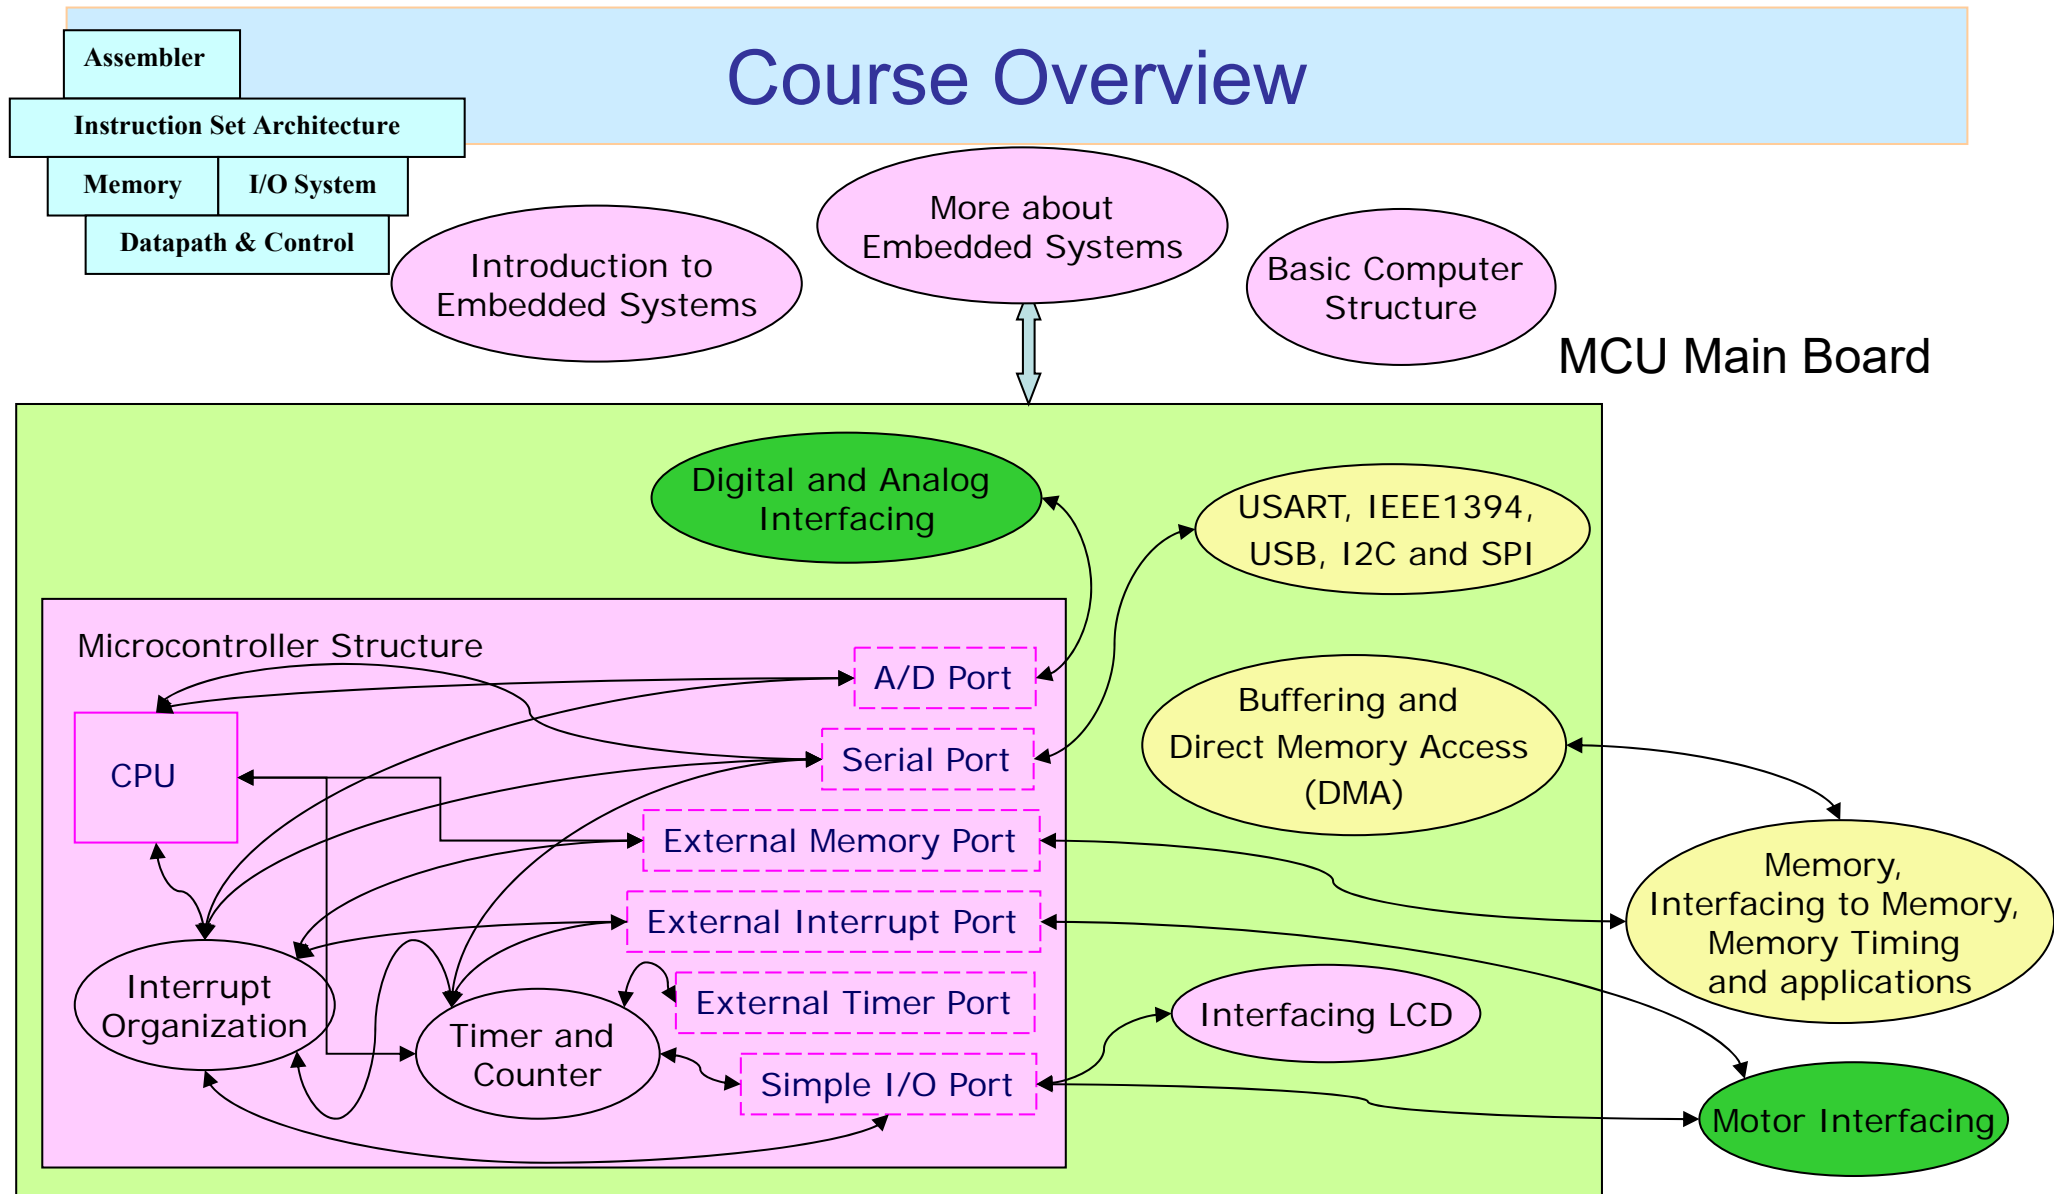 Course Overview
Assembler
Instruction Set Architecture
Memory
I/O System
Datapath & Control
Introduction to
Embedded Systems
More about
Embedded Systems
Basic Computer
Structure
MCU Main Board
Digital and Analog
Interfacing
USART, IEEE1394,
USB, I2C and SPI
Microcontroller Structure
A/D Port
CPU
Serial Port
Buffering and
Direct Memory Access
(DMA)
External Memory Port
External Interrupt Port
Memory,
Interfacing to Memory,
Memory Timing
and applications
Interrupt
Organization
Timer and
Counter
External Timer Port
Interfacing LCD
Simple I/O Port
Motor Interfacing